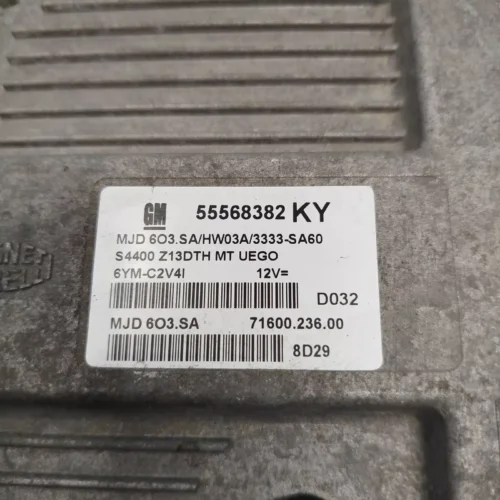 GM 55568382 KY
MJD 6O3.SA/HW03A/3333-SA60
S4400 Z13DTH MT UEGO
6YM-C2V4I 12V=
D032
MJD 6O3.SA 71600.236.00
8D29